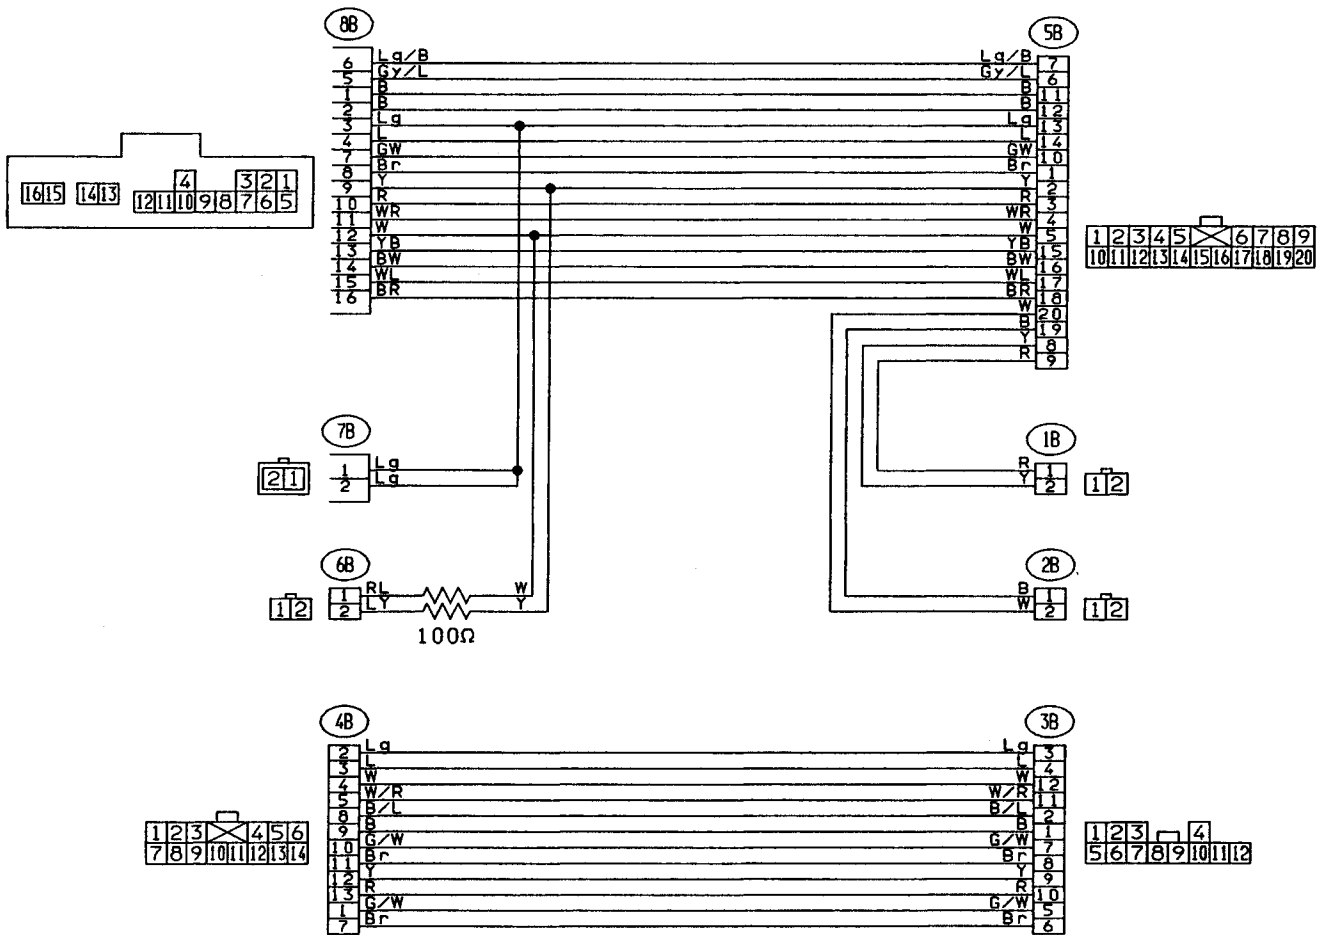 8B
5B
6 Lg/B Lg/B 7
5 Gy/L Gy/L 6
1 B B 11
2 B B 12
3 Lg Lg 13
4 L L 14
7 GW GW 10
8 Br Br 1
9 Y Y 2
10 R R 3
11 WR WR 4
12 W W 5
13 YB YB 15
14 BW BW 16
15 WL WL 17
16 BR BR 18
W 20
B 19
Y 8
R 9
4 3 2 1
16 15 14 13 12 11 10 9 8 7 6 5
1 2 3 4 5 6 7 8 9
10 11 12 13 14 15 16 17 18 19 20
7B
1B
2 1
1 Lg
2 Lg
R 1
Y 2
1 2
6B
2B
1 2
1 RL W
2 LY Y
100Ω
B 1
W 2
1 2
4B
3B
2 Lg Lg 3
3 L L 4
4 W W 12
5 W/R W/R 11
8 B/L B/L 2
9 B B 1
10 G/W G/W 7
11 Br Br 8
12 Y Y 9
13 R R 10
1 G/W G/W 5
7 Br Br 6
1 2 3 4 5 6
7 8 9 10 11 12 13 14
1 2 3 4
5 6 7 8 9 10 11 12